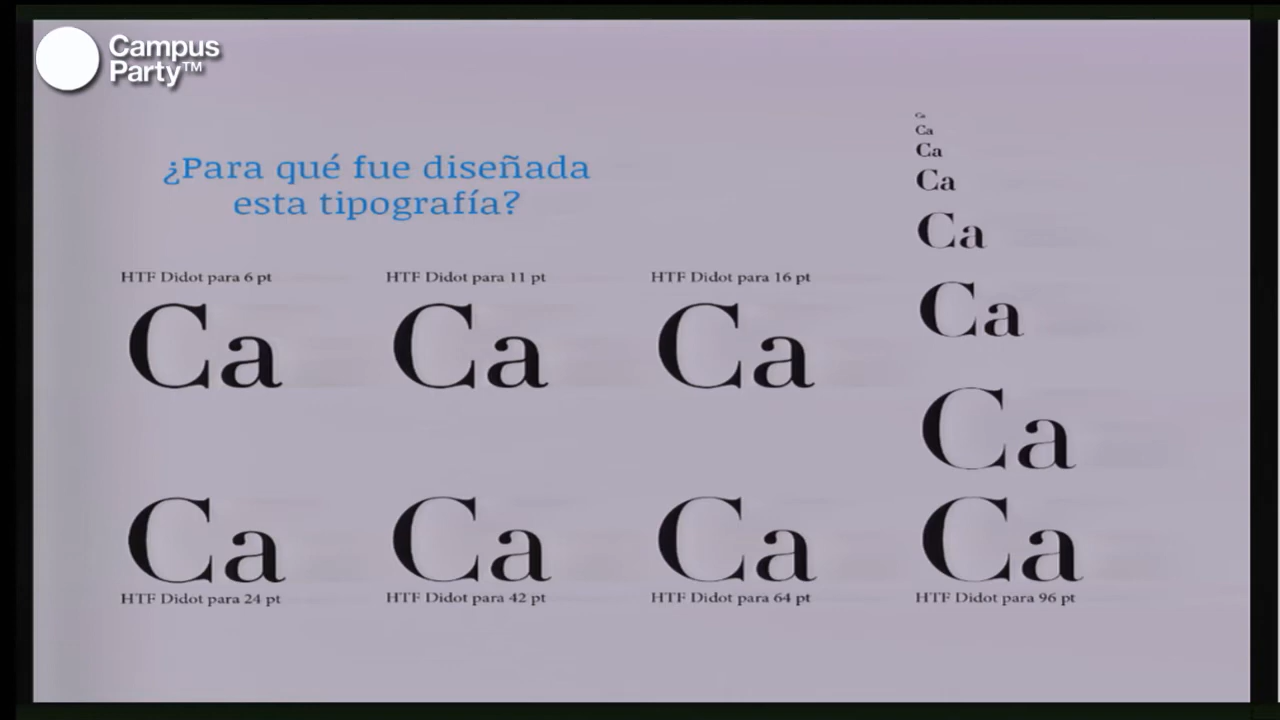 Campus
Party™
¿Para qué fue diseñada
esta tipografía?
HTF Didot para 6 pt
HTF Didot para 11 pt
HTF Didot para 16 pt
Ca
Ca
Ca
Ca
Ca
Ca
Ca
Ca
Ca
Ca
Ca
Ca
Ca
Ca
HTF Didot para 24 pt
HTF Didot para 42 pt
HTF Didot para 64 pt
HTF Didot para 96 pt